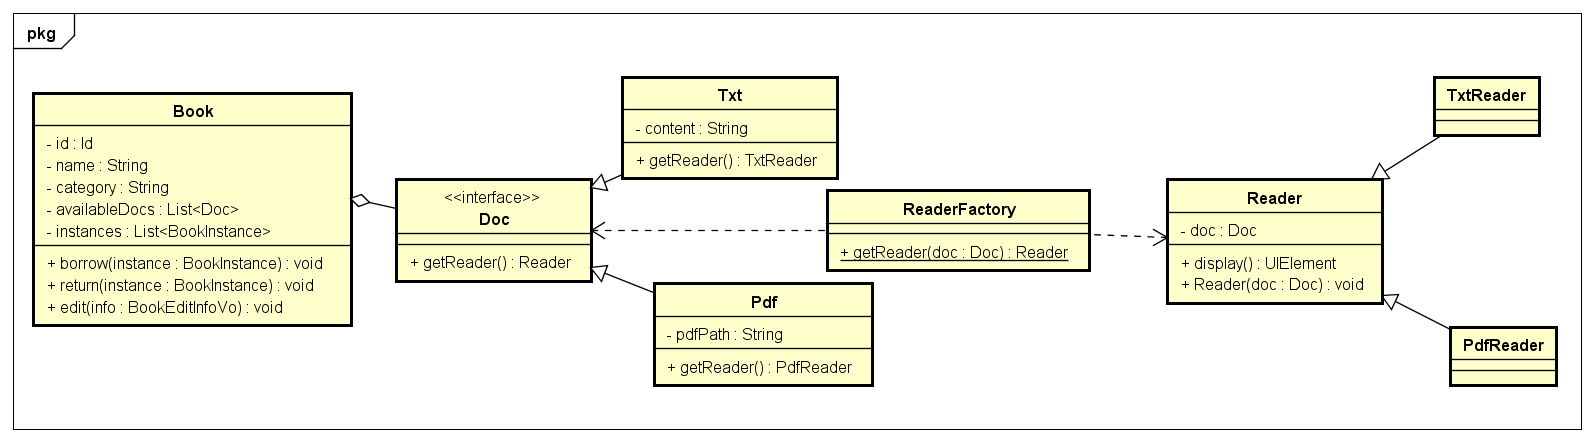 pkg
Book
- id : Id
- name : String
- category : String
- availableDocs : List<Doc>
- instances : List<BookInstance>
+ borrow(instance : BookInstance) : void
+ return(instance : BookInstance) : void
+ edit(info : BookEditInfoVo) : void
<<interface>>
Doc
+ getReader() : Reader
Txt
- content : String
+ getReader() : TxtReader
Pdf
- pdfPath : String
+ getReader() : PdfReader
ReaderFactory
+ getReader(doc : Doc) : Reader
Reader
- doc : Doc
+ display() : UIElement
+ Reader(doc : Doc) : void
TxtReader
PdfReader